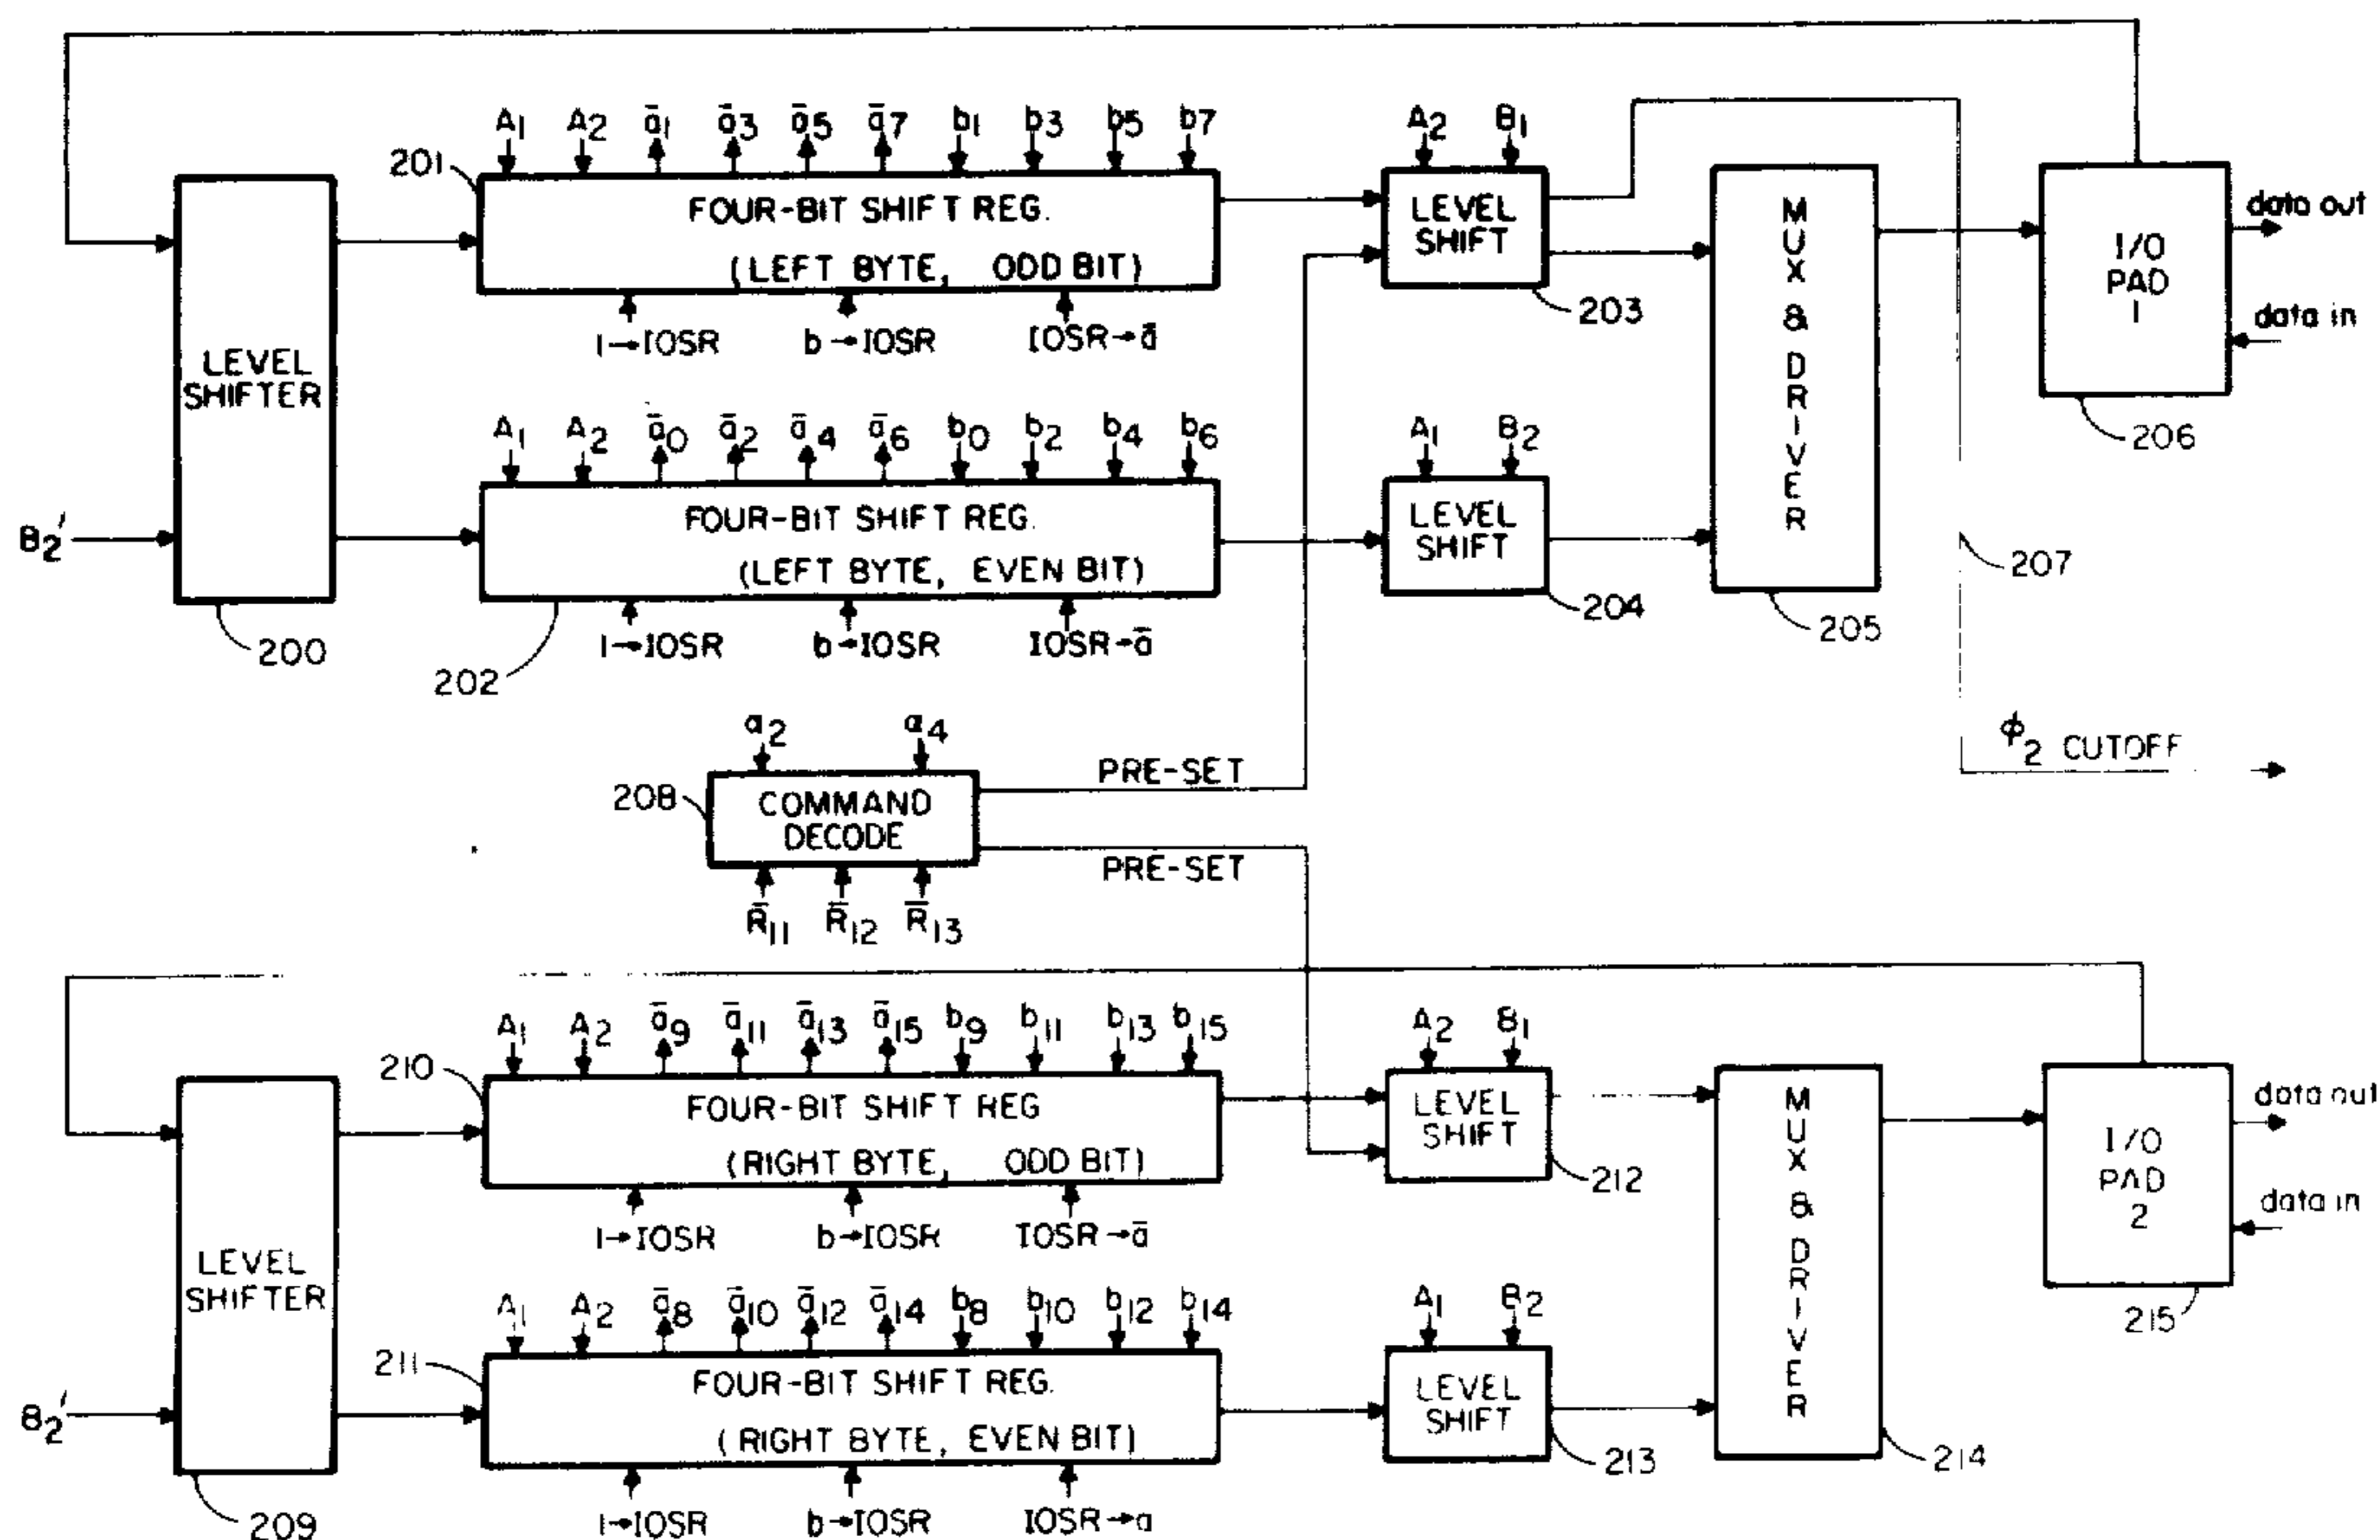 A1 A2 ā1 ā3 ā5 ā7 b1 b3 b5 b7
201
FOUR-BIT SHIFT REG.
(LEFT BYTE, ODD BIT)
1→IOSR b→IOSR IOSR→ā
A2 B1
LEVEL SHIFT
203
MUX & DRIVER
205
I/O PAD 1
data out
data in
206
LEVEL SHIFTER
B2'
200
A1 A2 ā0 ā2 ā4 ā6 b0 b2 b4 b6
FOUR-BIT SHIFT REG.
(LEFT BYTE, EVEN BIT)
202
1→IOSR b→IOSR IOSR→ā
A1 B2
LEVEL SHIFT
204
207
ϕ2 CUTOFF
a2 a4
208
COMMAND DECODE
PRE-SET
PRE-SET
R̄11 R̄12 R̄13
A1 A2 ā9 ā11 ā13 ā15 b9 b11 b13 b15
210
FOUR-BIT SHIFT REG
(RIGHT BYTE, ODD BIT)
1→IOSR b→IOSR IOSR→ā
A2 B1
LEVEL SHIFT
212
MUX & DRIVER
214
I/O PAD 2
data out
data in
215
LEVEL SHIFTER
B2'
209
A1 A2 ā8 ā10 ā12 ā14 b8 b10 b12 b14
211
FOUR-BIT SHIFT REG.
(RIGHT BYTE, EVEN BIT)
1→IOSR b→IOSR IOSR→a
A1 B2
LEVEL SHIFT
213